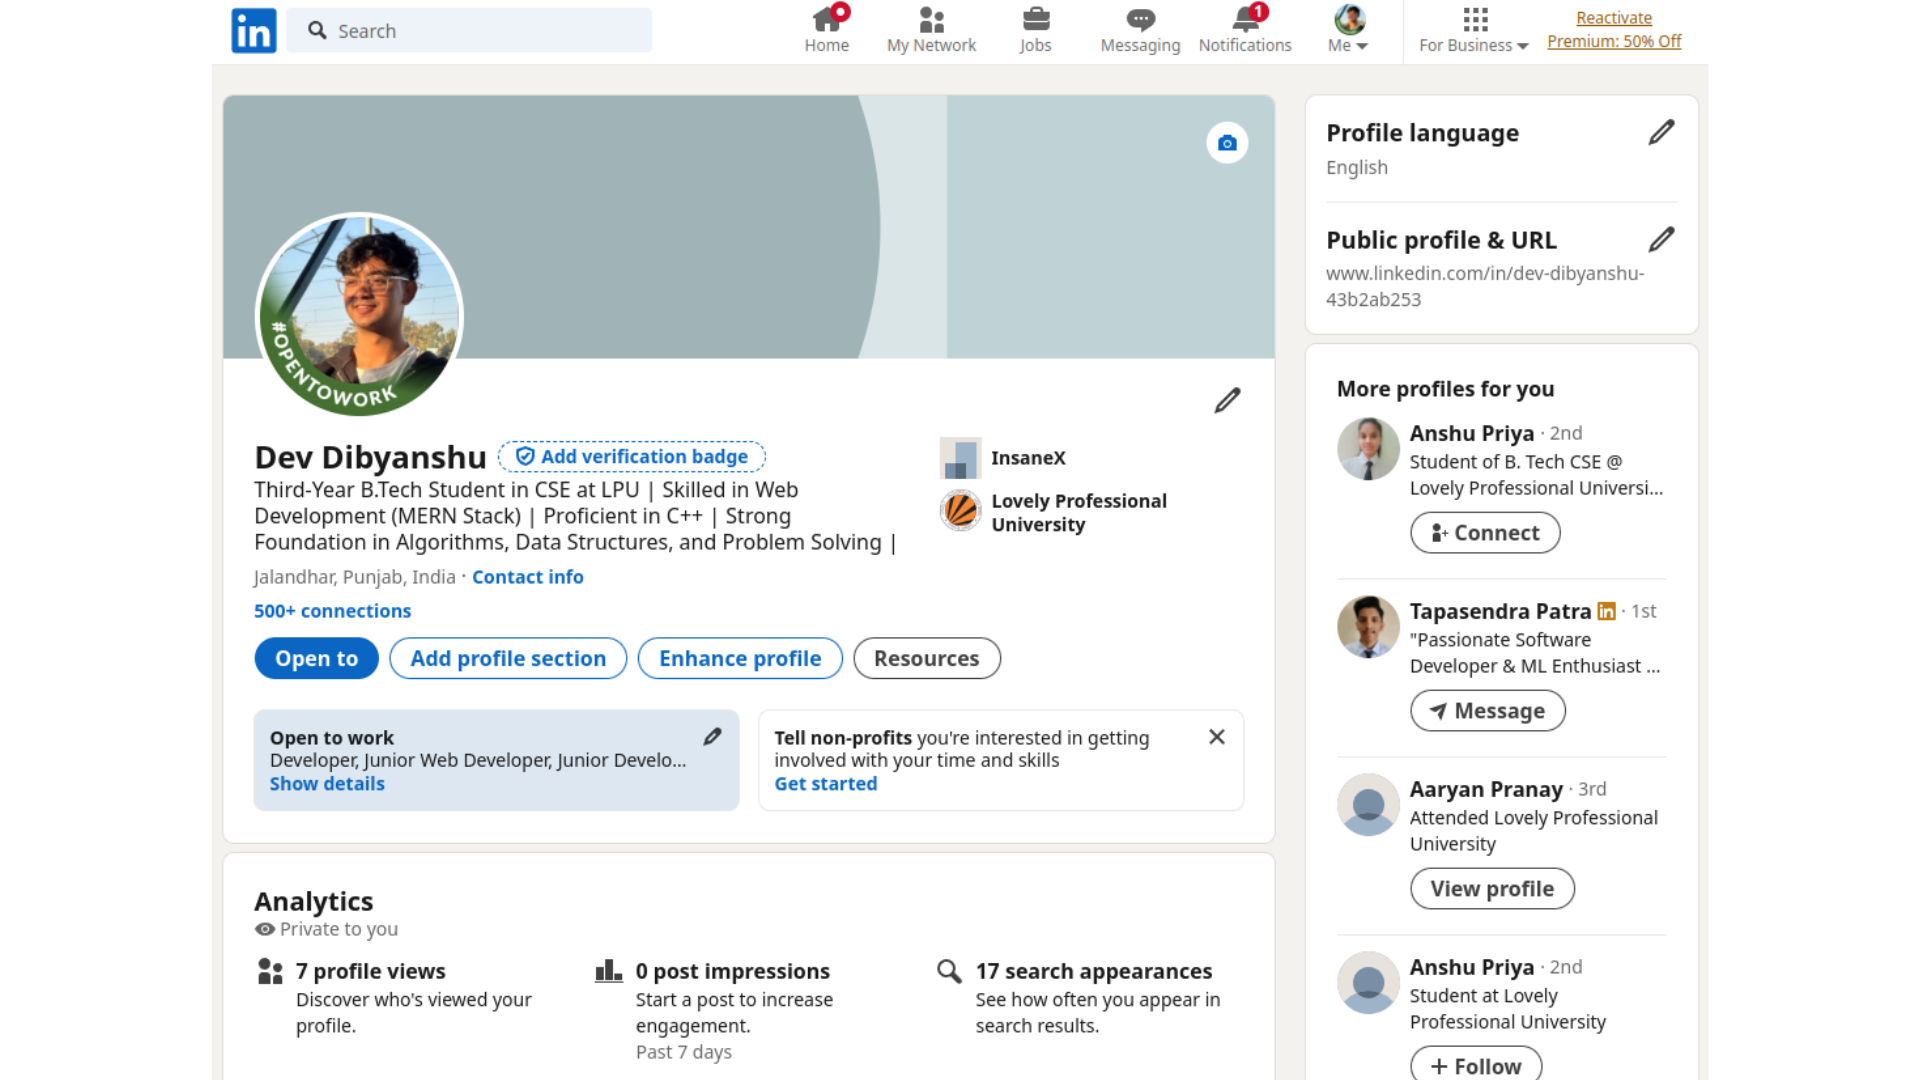 in
Search
Home
My Network
Jobs
Messaging
1
Notifications
Me
For Business
Reactivate
Premium: 50% Off
#OPENTOWORK
Dev Dibyanshu
Add verification badge
Third-Year B.Tech Student in CSE at LPU | Skilled in Web
Development (MERN Stack) | Proficient in C++ | Strong
Foundation in Algorithms, Data Structures, and Problem Solving |
Jalandhar, Punjab, India · Contact info
500+ connections
InsaneX
Lovely Professional
University
Open to
Add profile section
Enhance profile
Resources
Open to work
Developer, Junior Web Developer, Junior Develo...
Show details
Tell non-profits you're interested in getting
involved with your time and skills
Get started
Analytics
Private to you
7 profile views
Discover who's viewed your
profile.
0 post impressions
Start a post to increase
engagement.
Past 7 days
17 search appearances
See how often you appear in
search results.
Profile language
English
Public profile & URL
www.linkedin.com/in/dev-dibyanshu-
43b2ab253
More profiles for you
Anshu Priya · 2nd
Student of B. Tech CSE @
Lovely Professional Universi...
Connect
Tapasendra Patra in · 1st
"Passionate Software
Developer & ML Enthusiast ...
Message
Aaryan Pranay · 3rd
Attended Lovely Professional
University
View profile
Anshu Priya · 2nd
Student at Lovely
Professional University
+ Follow